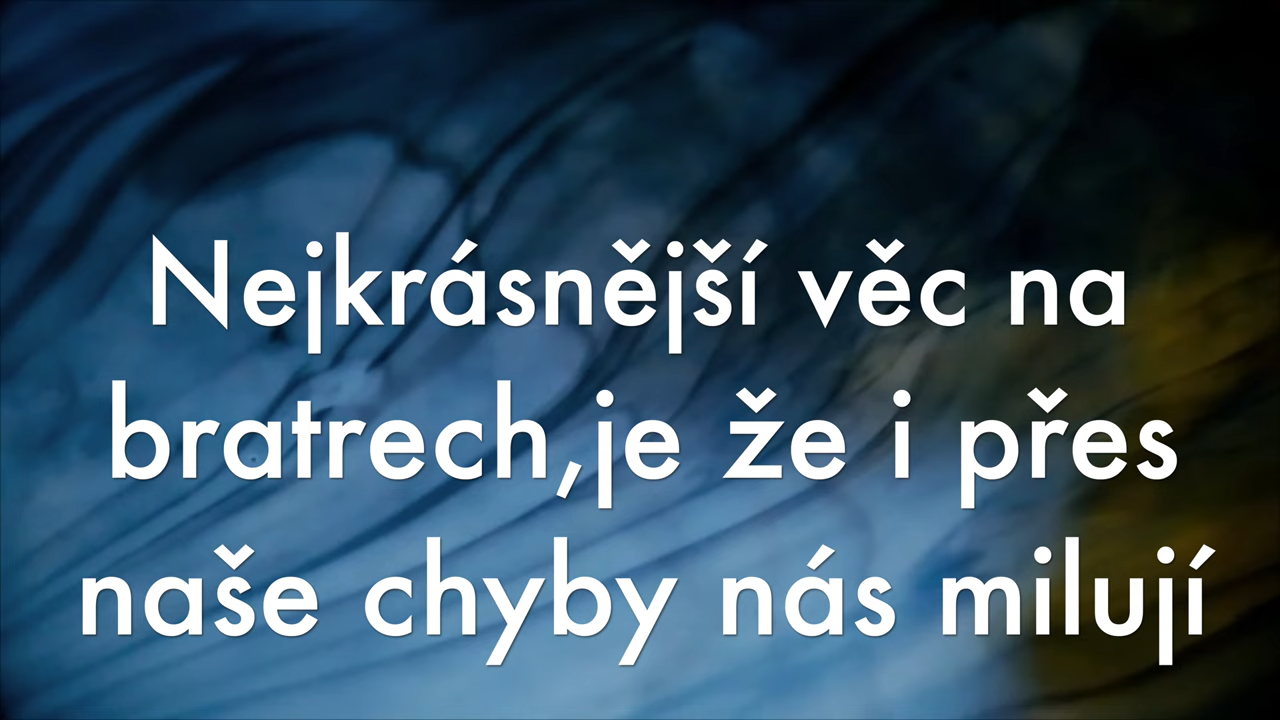 Nejkrásnější věc na
bratrech,je že i přes
naše chyby nás milují